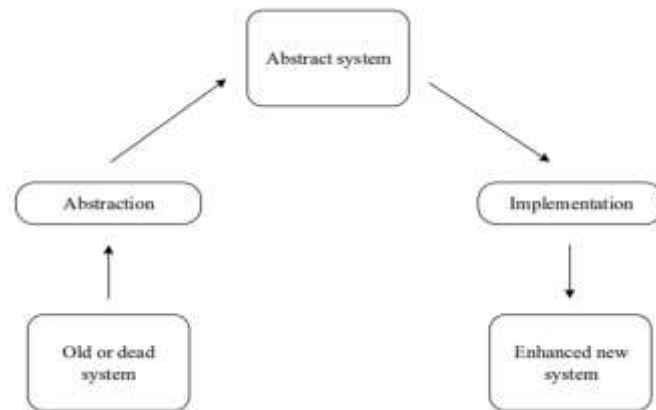 Abstract system
Abstraction
Implementation
Old or dead
system
Enhanced new
system